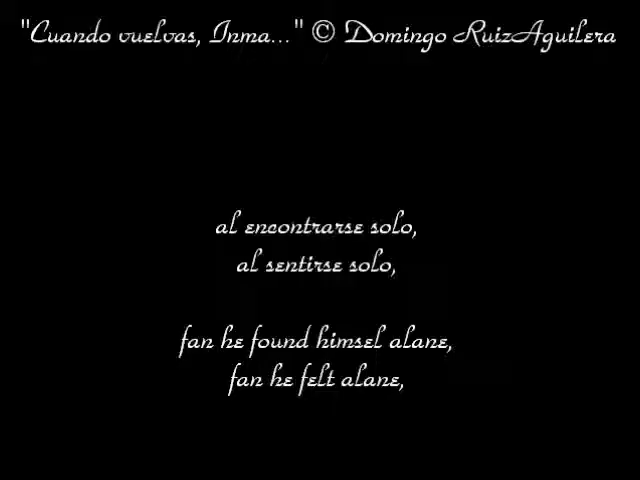 "Cuando vuelvas, Inma..." © Domingo RuizAguilera
al encontrarse solo,
al sentirse solo,
fan he found himsel alane,
fan he felt alane,